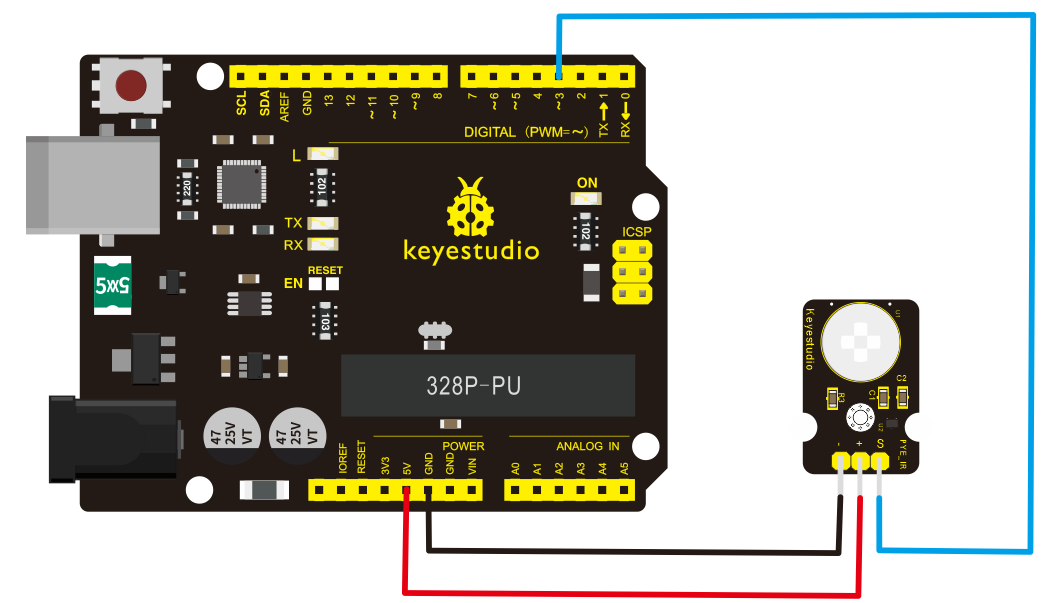 SCL
SDA
AREF
GND
13
12
~11
~10
~9
8
7
~6
~5
4
~3
2
TX→1
RX←0
DIGITAL (PWM=~)
L
TX
RX
220
102
ON
102
keyestudio
ICSP
RESET
EN
103
5XX5
328P-PU
47
25V
VT
47
25V
VT
IOREF
RESET
3V3
5V
GND
GND
VIN
POWER
ANALOG IN
A0
A1
A2
A3
A4
A5
Keyestudio
U1
R3
C1
C2
U2
- + S
PYE_IR